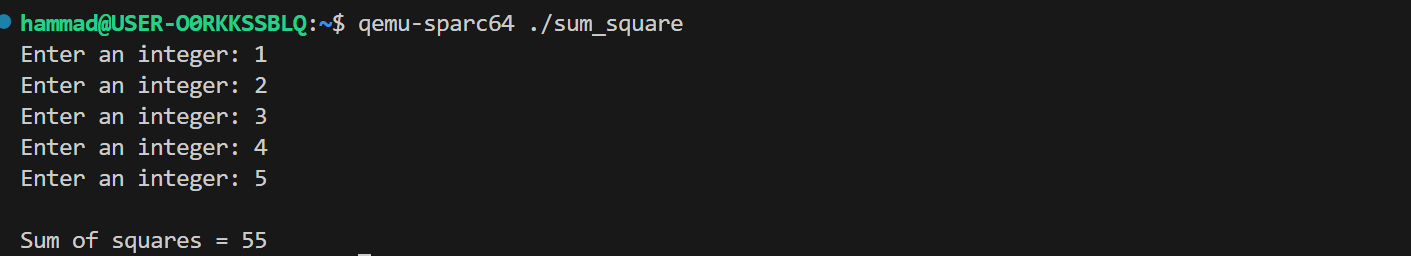 hammad@USER-O0RKKSSBLQ:~$ qemu-sparc64 ./sum_square
Enter an integer: 1
Enter an integer: 2
Enter an integer: 3
Enter an integer: 4
Enter an integer: 5
Sum of squares = 55